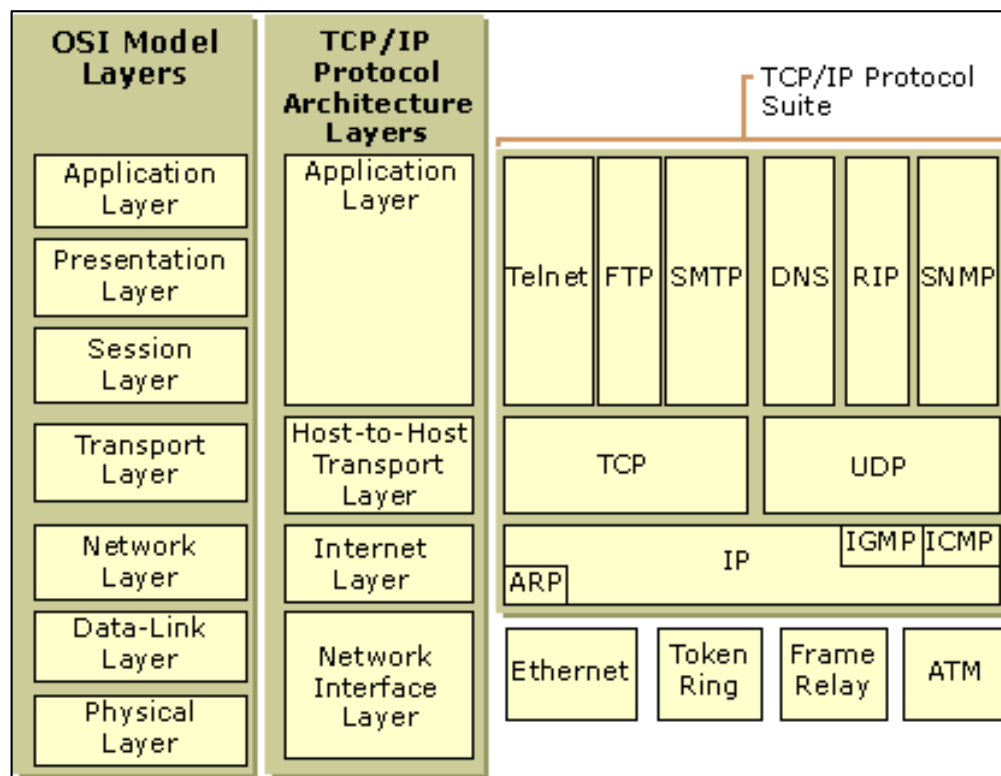 OSI Model
Layers
Application
Layer
Presentation
Layer
Session
Layer
Transport
Layer
Network
Layer
Data-Link
Layer
Physical
Layer
TCP/IP
Protocol
Architecture
Layers
Application
Layer
Host-to-Host
Transport
Layer
Internet
Layer
Network
Interface
Layer
TCP/IP Protocol
Suite
Telnet
FTP
SMTP
DNS
RIP
SNMP
TCP
UDP
IP
IGMP
ICMP
ARP
Ethernet
Token
Ring
Frame
Relay
ATM